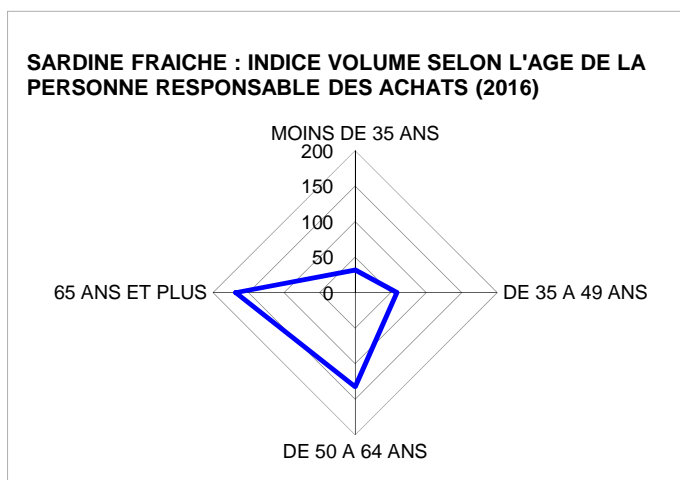 SARDINE FRAICHE : INDICE VOLUME SELON L'AGE DE LA
PERSONNE RESPONSABLE DES ACHATS (2016)
MOINS DE 35 ANS
200
150
100
50
0
65 ANS ET PLUS
DE 35 A 49 ANS
DE 50 A 64 ANS